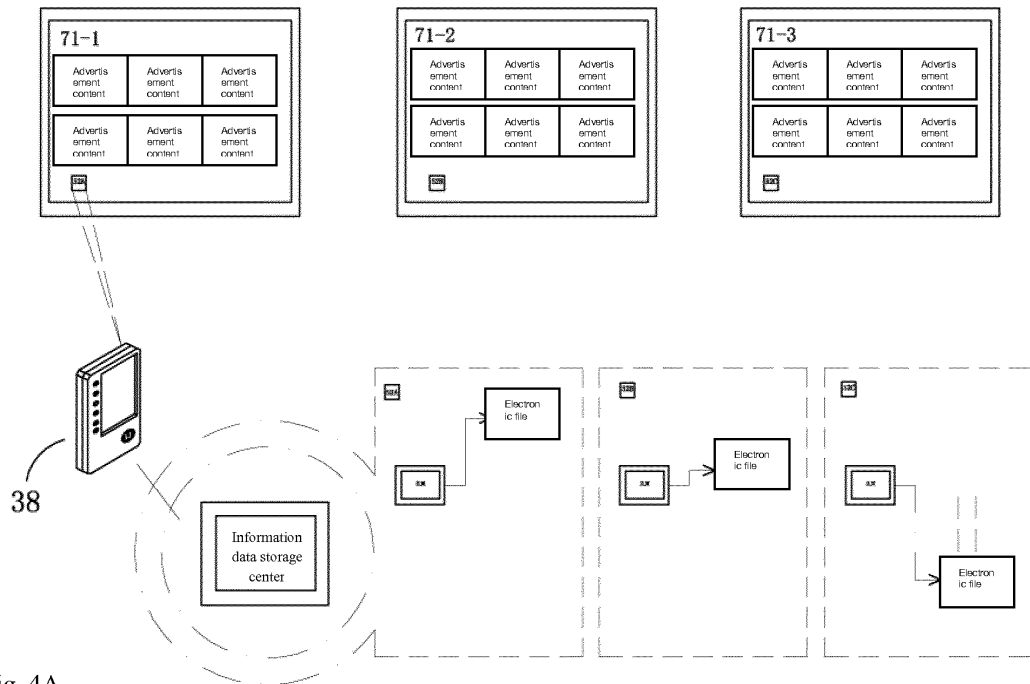 71-1
Advertis
ement
content
Advertis
ement
content
Advertis
ement
content
Advertis
ement
content
Advertis
ement
content
Advertis
ement
content
71-2
Advertis
ement
content
Advertis
ement
content
Advertis
ement
content
Advertis
ement
content
Advertis
ement
content
Advertis
ement
content
71-3
Advertis
ement
content
Advertis
ement
content
Advertis
ement
content
Advertis
ement
content
Advertis
ement
content
Advertis
ement
content
38
Information
data storage
center
Electron
ic file
Electron
ic file
Electron
ic file